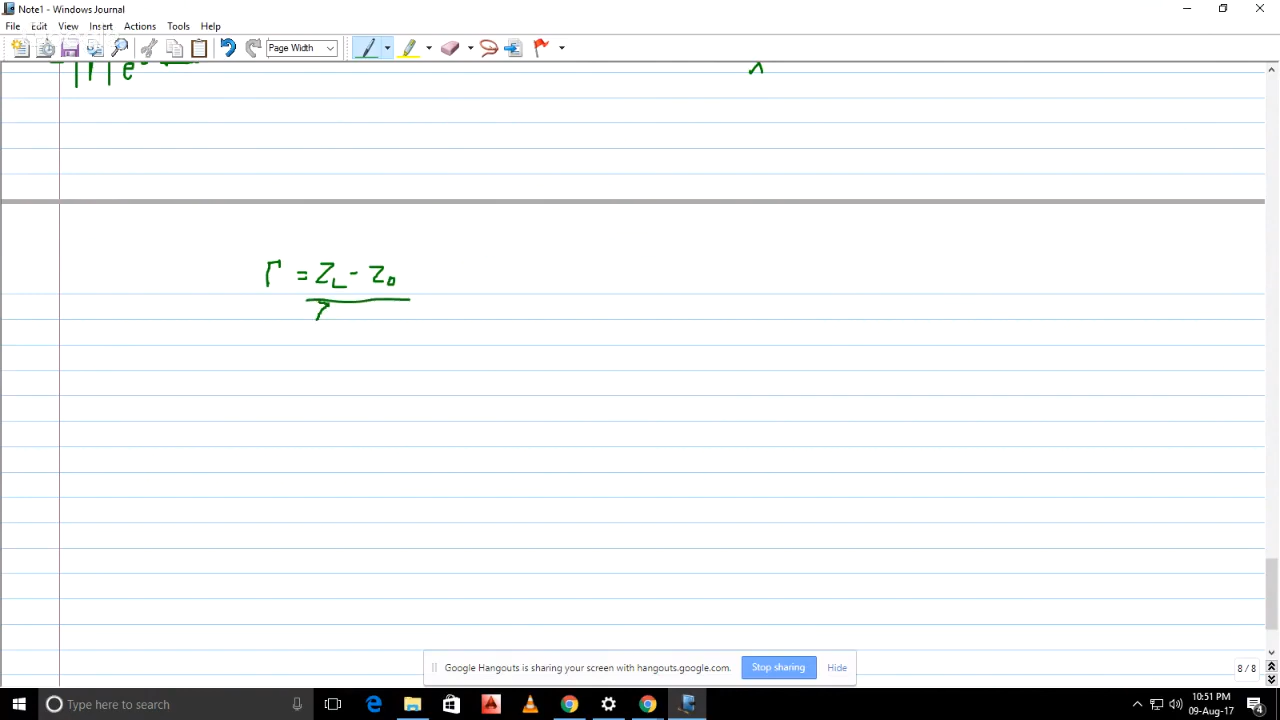 Note1 - Windows Journal
File Edit View Insert Actions Tools Help
Page Width
|Γ| e
Γ = Z_L - Z_0
Google Hangouts is sharing your screen with hangouts.google.com. Stop sharing Hide
8 / 8
Type here to search
10:51 PM
09-Aug-17
4